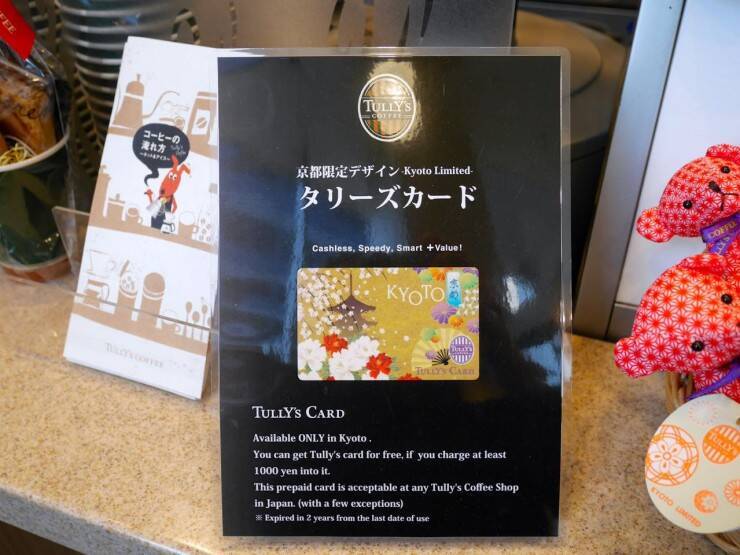 コーヒーの
淹れ方
TULLY'S COFFEE
TULLY'S
COFFEE
京都限定デザイン-Kyoto Limited-
タリーズカード
Cashless, Speedy, Smart +Value!
KYOTO
京都
TULLY'S
TULLY'S CARD
TULLY'S CARD
Available ONLY in Kyoto .
You can get Tully's card for free, if you charge at least
1000 yen into it.
This prepaid card is acceptable at any Tully's Coffee Shop
in Japan. (with a few exceptions)
※ Expired in 2 years from the last date of use
TULLY'S
KYOTO LIMITED